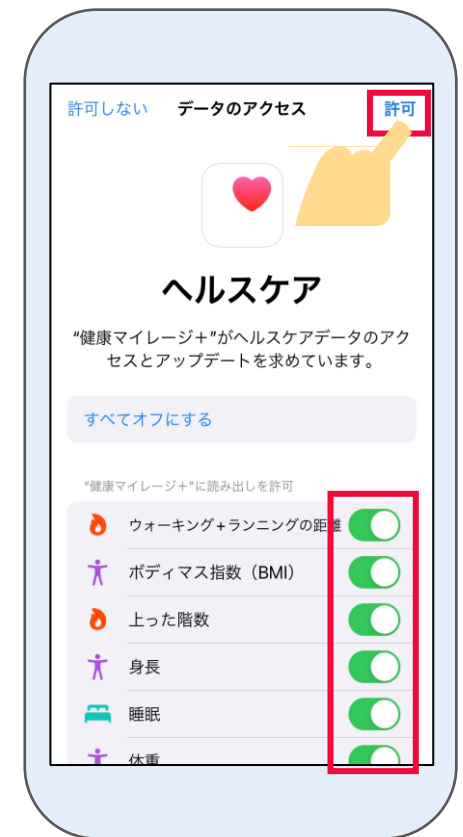 許可しない データのアクセス 許可
ヘルスケア
“健康マイレージ+”がヘルスケアデータのアク
セスとアップデートを求めています。
すべてオフにする
“健康マイレージ+”に読み出しを許可
ウォーキング+ランニングの距離
ボディマス指数（BMI）
上った階数
身長
睡眠
体重